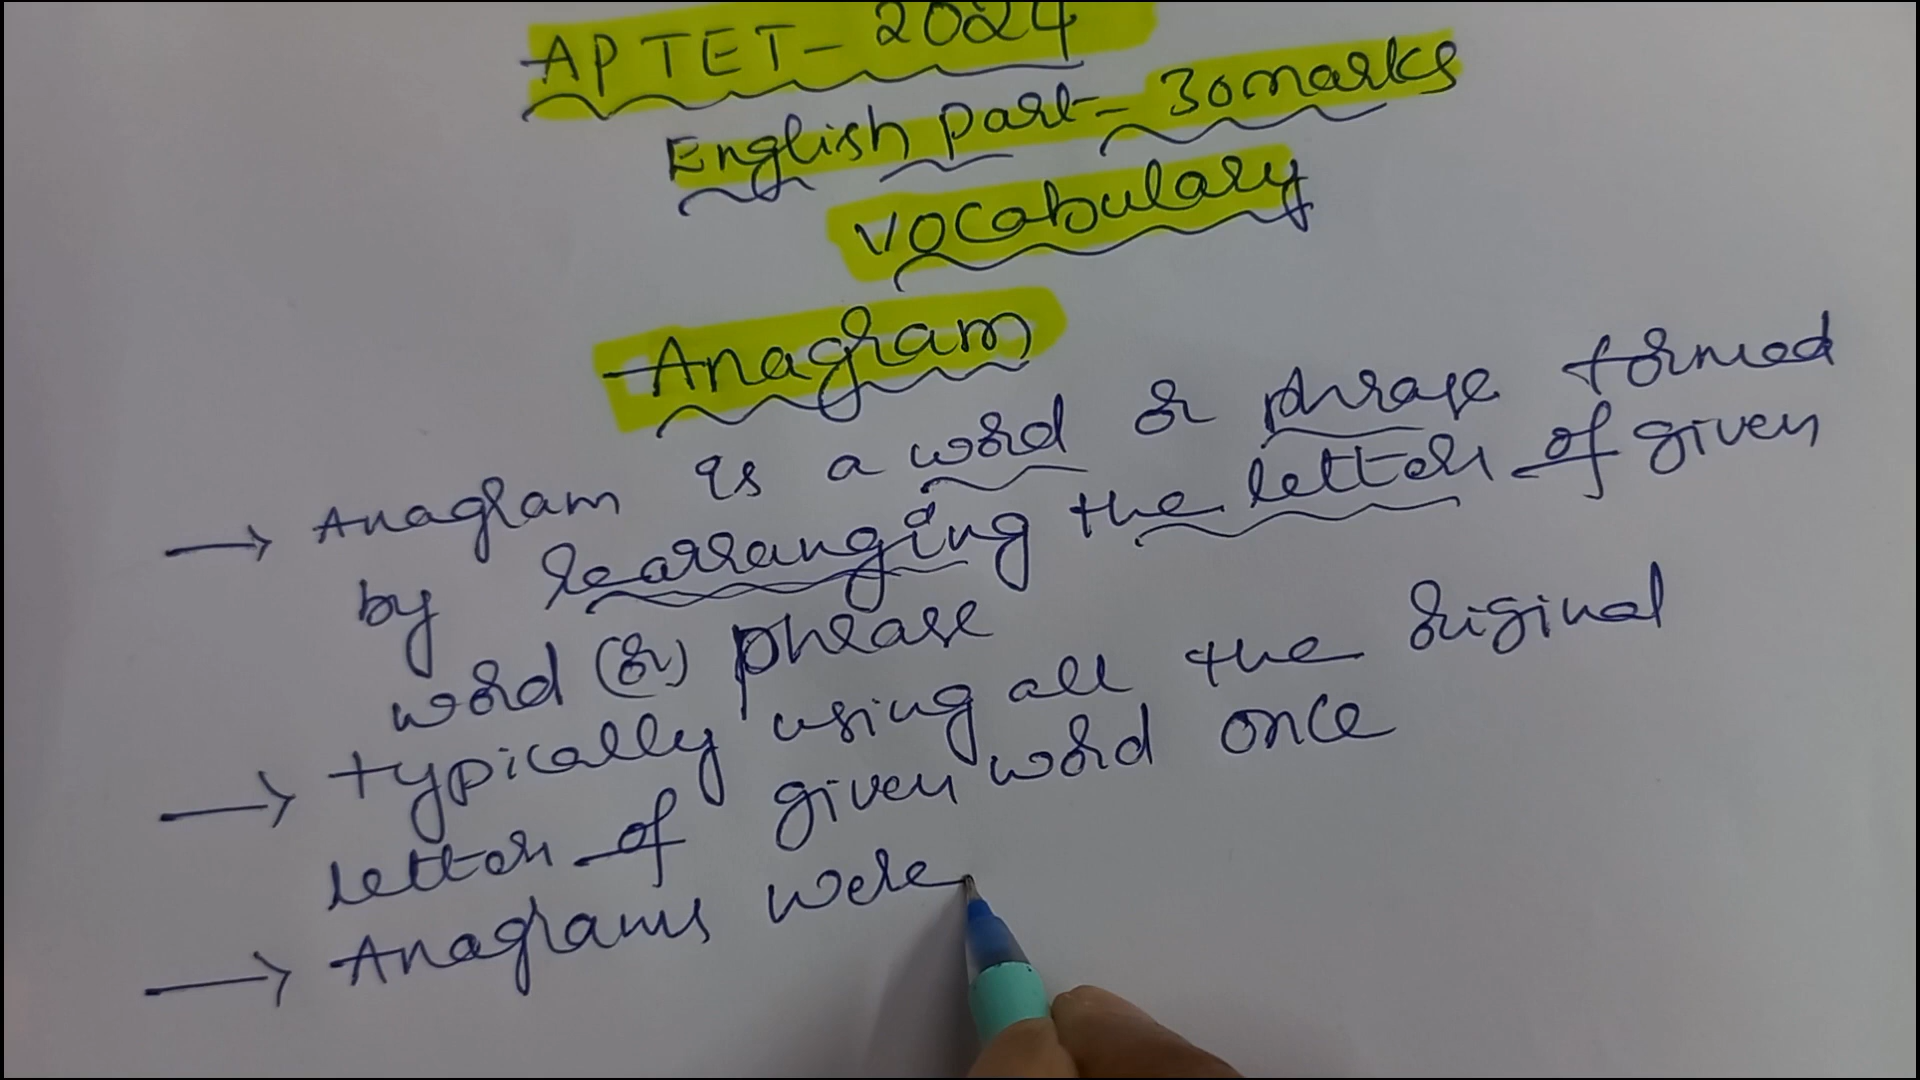 APTET- 2024
English part- 30marks
Vocabulary
Anagram
→ Anagram is a word or phrase formed
by rearranging the letter of given
word (or) phrase
→ typically using all the original
letter of given word once
→ Anagrams were